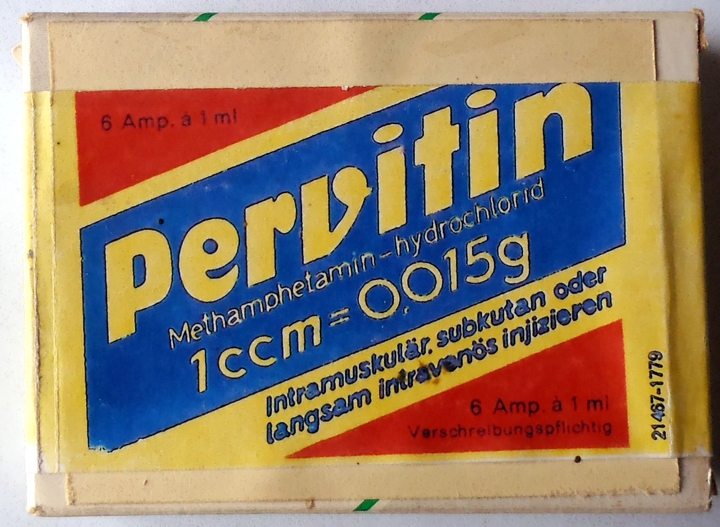 6 Amp. à 1 ml
Pervitin
Methamphetamin-hydrochlorid
1ccm = 0,015g
Intramuskulär, subkutan oder
langsam intravenös injizieren
6 Amp. à 1 ml
Verschreibungspflichtig
21467-1779